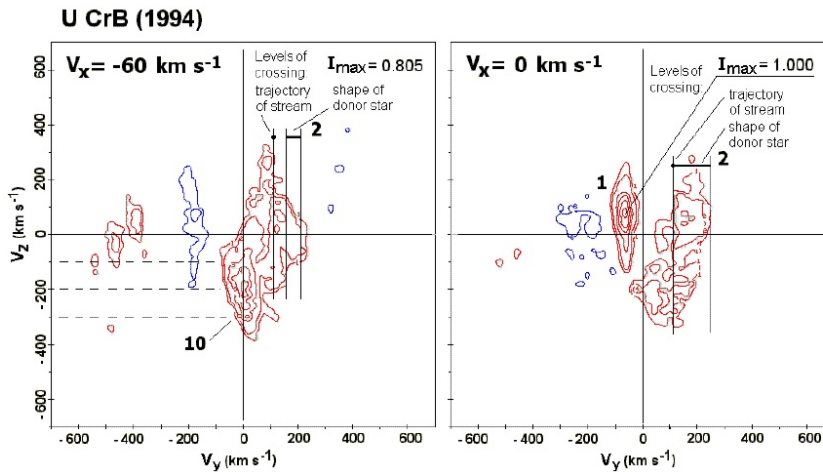 U CrB (1994)
Vx = -60 km s-1
Levels of
crossing:
trajectory
of stream
Imax = 0.805
shape of
donor star
2
10
600
400
200
0
- 200
- 400
- 600
Vz (km s-1)
- 600 - 400 - 200 0 200 400 600
Vy (km s-1)
Vx = 0 km s-1
Levels of
crossing:
Imax = 1.000
trajectory
of stream
shape of
donor star
1
2
- 600 - 400 - 200 0 200 400 600
Vy (km s-1)